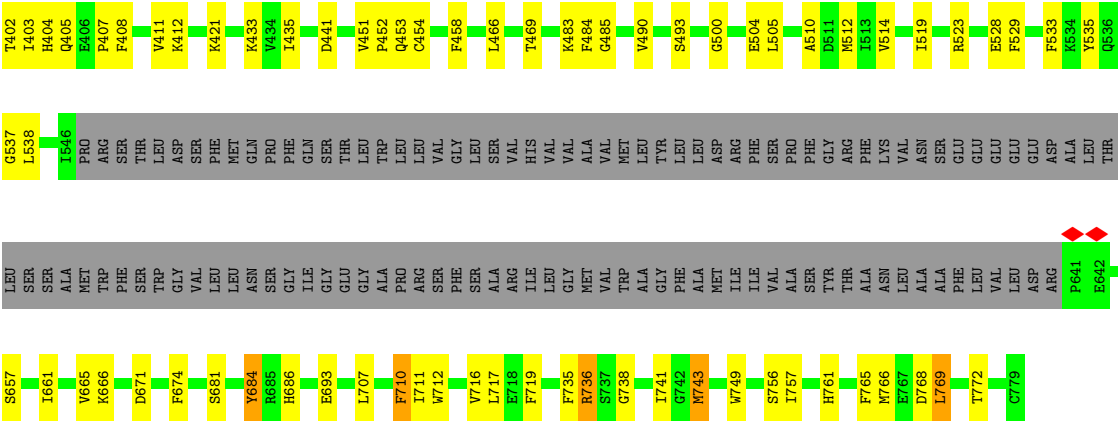 T402 I403 H404 Q405 E406 P407 F408 V411 K412 K421 K433 V434 I435 D441 V451 P452 Q453 C454 F458 L466 T469 K483 F484 G485 V490 S493 G500 E504 L505 A510 D511 M512 I513 V514 I519 R523 E528 F529 F533 K534 Y535 Q536
G537 L538 I546 PRO ARG SER THR LEU ASP SER PHE MET GLN PRO PHE GLN SER THR LEU TRP LEU LEU VAL GLY LEU SER VAL HIS VAL VAL ALA VAL MET LEU TYR LEU LEU ASP ARG PHE SER PRO PHE GLY ARG PHE LYS VAL ASN SER GLU GLU GLU GLU GLU ASP ALA LEU THR
LEU SER SER ALA MET TRP PHE SER TRP GLY VAL LEU LEU ASN SER GLY ILE GLY GLU GLY ALA PRO ARG SER PHE SER ALA ARG ILE LEU GLY MET VAL TRP ALA GLY PHE ALA MET ILE ILE VAL ALA SER TYR THR ALA ASN LEU ALA ALA PHE LEU VAL LEU ASP ARG P641 E642
S657 I661 V665 K666 D671 F674 S681 Y684 R685 H686 E693 L707 F710 I711 W712 V716 L717 E718 F719 F735 R736 S737 G738 I741 G742 M743 W749 S756 I757 H761 F765 M766 E767 D768 L769 T772 C779